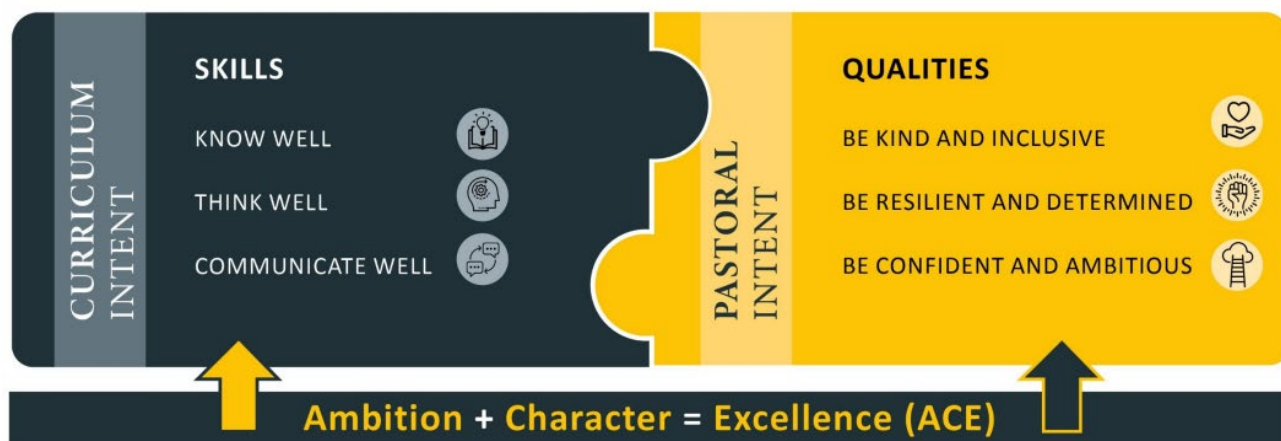 CURRICULUM
INTENT
SKILLS
KNOW WELL
THINK WELL
COMMUNICATE WELL
PASTORAL
INTENT
QUALITIES
BE KIND AND INCLUSIVE
BE RESILIENT AND DETERMINED
BE CONFIDENT AND AMBITIOUS
Ambition + Character = Excellence (ACE)